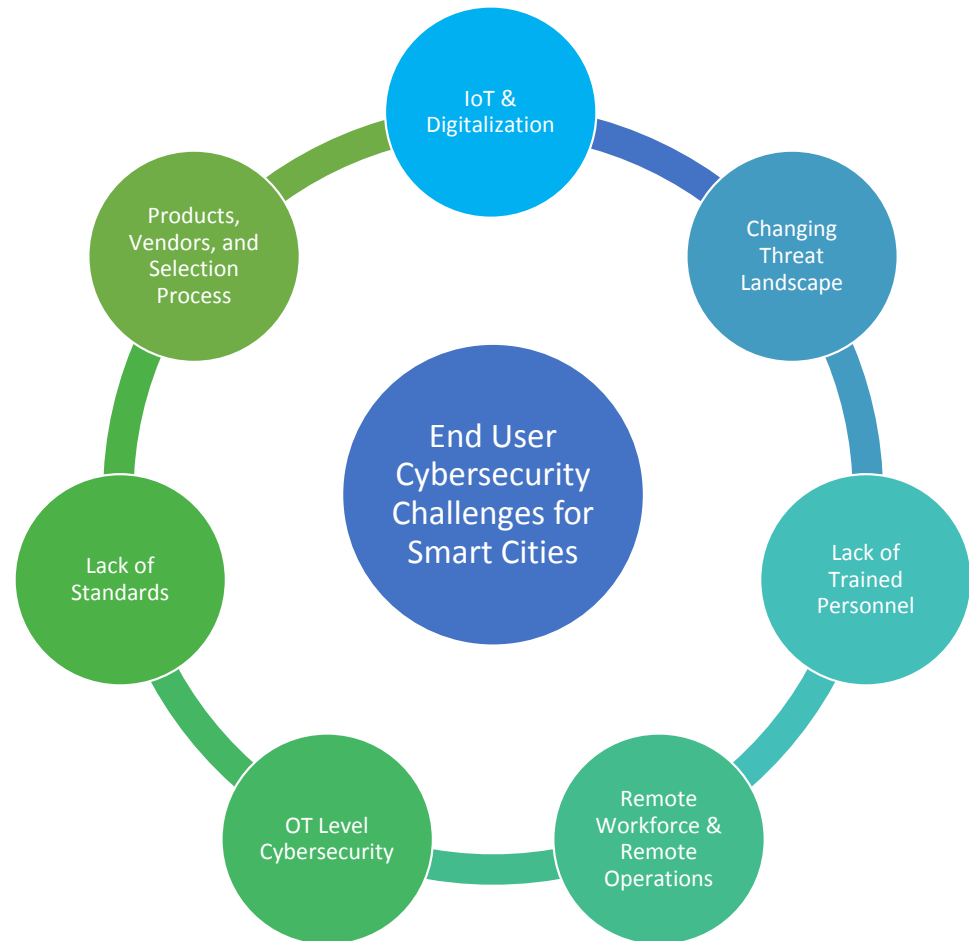 IoT &
Digitalization
Changing
Threat
Landscape
Lack of
Trained
Personnel
Remote
Workforce &
Remote
Operations
OT Level
Cybersecurity
Lack of
Standards
Products,
Vendors, and
Selection
Process
End User
Cybersecurity
Challenges for
Smart Cities